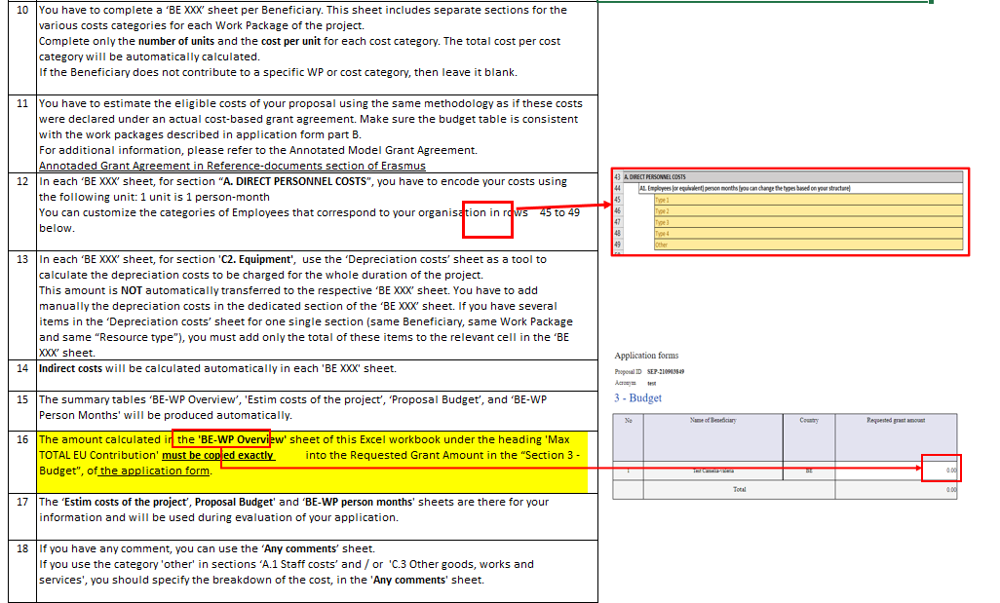 10 You have to complete a ‘BE XXX’ sheet per Beneficiary. This sheet includes separate sections for the
various costs categories for each Work Package of the project.
Complete only the number of units and the cost per unit for each cost category. The total cost per cost
category will be automatically calculated.
If the Beneficiary does not contribute to a specific WP or cost category, then leave it blank.
11 You have to estimate the eligible costs of your proposal using the same methodology as if these costs
were declared under an actual cost-based grant agreement. Make sure the budget table is consistent
with the work packages described in application form part B.
For additional information, please refer to the Annotated Model Grant Agreement.
Annotaded Grant Agreement in Reference-documents section of Erasmus
12 In each ‘BE XXX’ sheet, for section “A. DIRECT PERSONNEL COSTS”, you have to encode your costs using
the following unit: 1 unit is 1 person-month
You can customize the categories of Employees that correspond to your organisation in rows 45 to 49
below.
13 In each ‘BE XXX’ sheet, for section 'C2. Equipment', use the ‘Depreciation costs’ sheet as a tool to
calculate the depreciation costs to be charged for the whole duration of the project.
This amount is NOT automatically transferred to the respective ‘BE XXX’ sheet. You have to add
manually the depreciation costs in the dedicated section of the ‘BE XXX’ sheet. If you have several
items in the ‘Depreciation costs’ sheet for one single section (same Beneficiary, same Work Package
and same “Resource type”), you must add only the total of these items to the relevant cell in the ‘BE
XXX’ sheet.
14 Indirect costs will be calculated automatically in each 'BE XXX' sheet.
15 The summary tables ‘BE-WP Overview’, 'Estim costs of the project’, ‘Proposal Budget’, and ‘BE-WP
Person Months' will be produced automatically.
16 The amount calculated in the 'BE-WP Overview' sheet of this Excel workbook under the heading 'Max
TOTAL EU Contribution' must be copied exactly into the Requested Grant Amount in the “Section 3 -
Budget”, of the application form.
17 The ‘Estim costs of the project’, Proposal Budget' and ‘BE-WP person months' sheets are there for your
information and will be used during evaluation of your application.
18 If you have any comment, you can use the ‘Any comments’ sheet.
If you use the category 'other' in sections ‘A.1 Staff costs’ and / or 'C.3 Other goods, works and
services', you should specify the breakdown of the cost, in the 'Any comments' sheet.
43 A. DIRECT PERSONNEL COSTS
44 A1. Employees (or equivalent) person months (you can change the types based on your structure)
45 Type 1
46 Type 2
47 Type 3
48 Type 4
49 Other
Application forms
Proposal ID SEP-210903849
Acronym test
3 - Budget
No Name of Beneficiary Country Requested grant amount
1 Test BE 0.00
Total 0.00